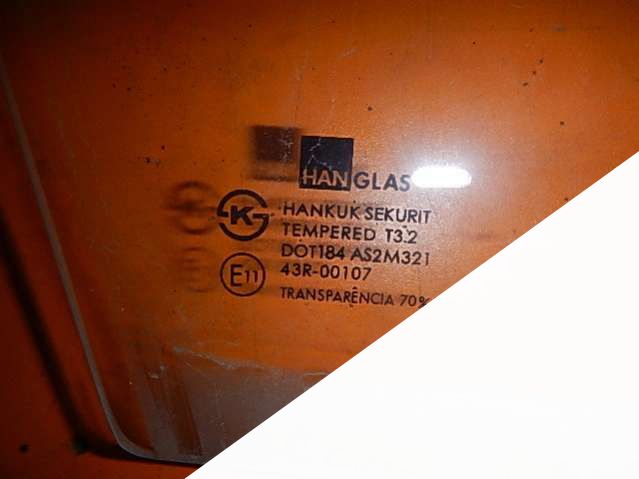 HANGLAS
K
HANKUK SEKURIT
TEMPERED T3.2
DOT184 AS2M321
E11
43R-00107
TRANSPARÊNCIA 70%